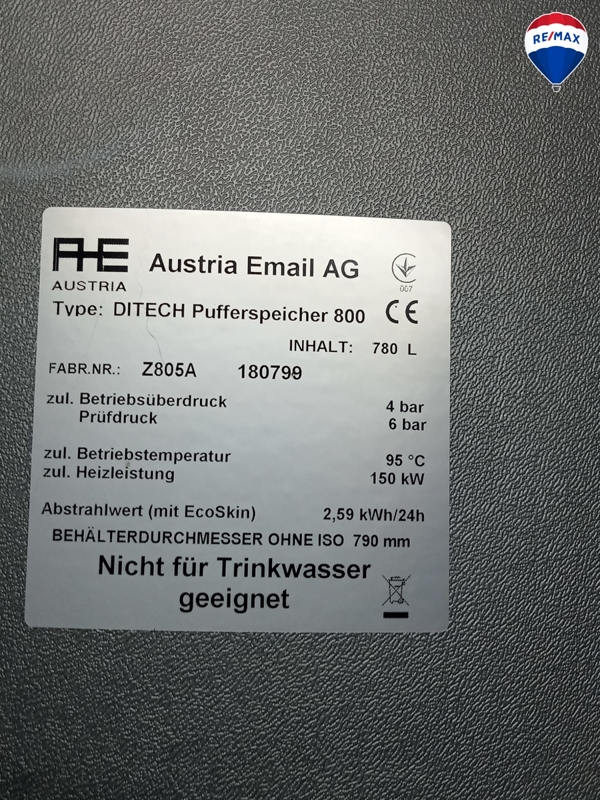 RE/MAX
AHE
AUSTRIA
Austria Email AG
007
Type: DITECH Pufferspeicher 800
CE
INHALT: 780 L
FABR.NR.: Z805A 180799
zul. Betriebsüberdruck 4 bar
Prüfdruck 6 bar
zul. Betriebstemperatur 95 °C
zul. Heizleistung 150 kW
Abstrahlwert (mit EcoSkin) 2,59 kWh/24h
BEHÄLTERDURCHMESSER OHNE ISO 790 mm
Nicht für Trinkwasser
geeignet